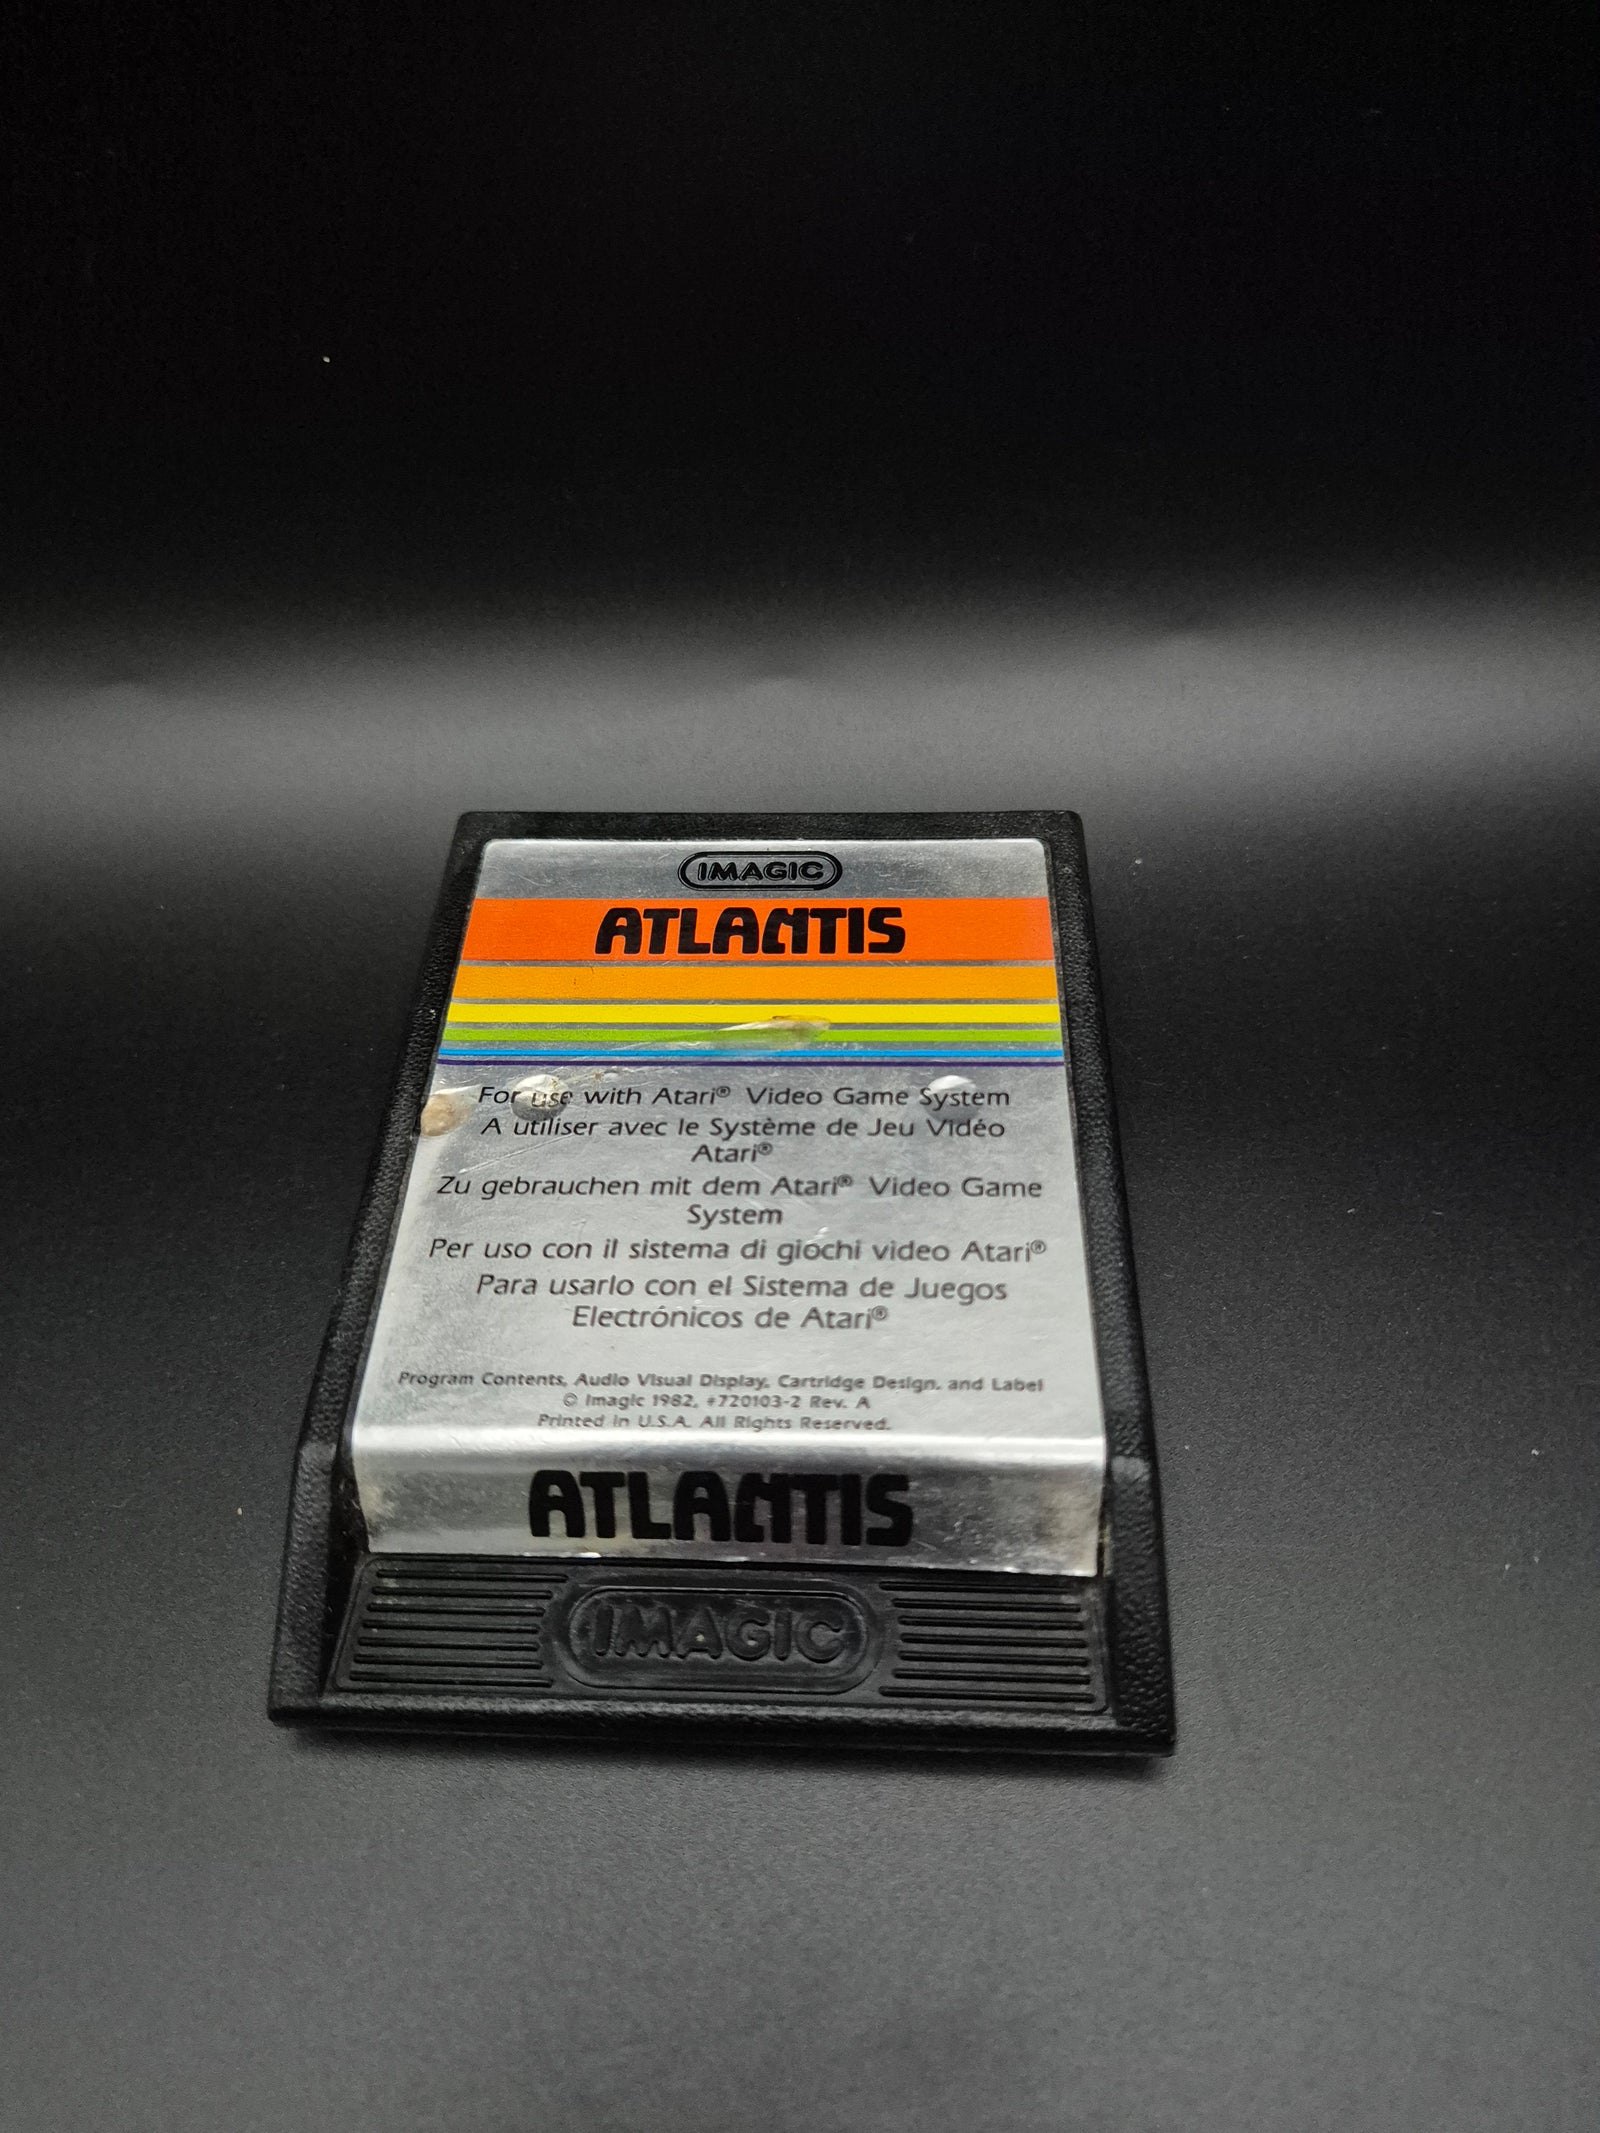 IMAGIC
ATLANTIS
For use with Atari® Video Game System
A utiliser avec le Système de Jeu Vidéo
Atari®
Zu gebrauchen mit dem Atari® Video Game
System
Per uso con il sistema di giochi video Atari®
Para usarlo con el Sistema de Juegos
Electrónicos de Atari®
Program Contents, Audio Visual Display, Cartridge Design, and Label
© Imagic 1982, #720103-2 Rev. A
Printed in U.S.A. All Rights Reserved.
ATLANTIS
IMAGIC